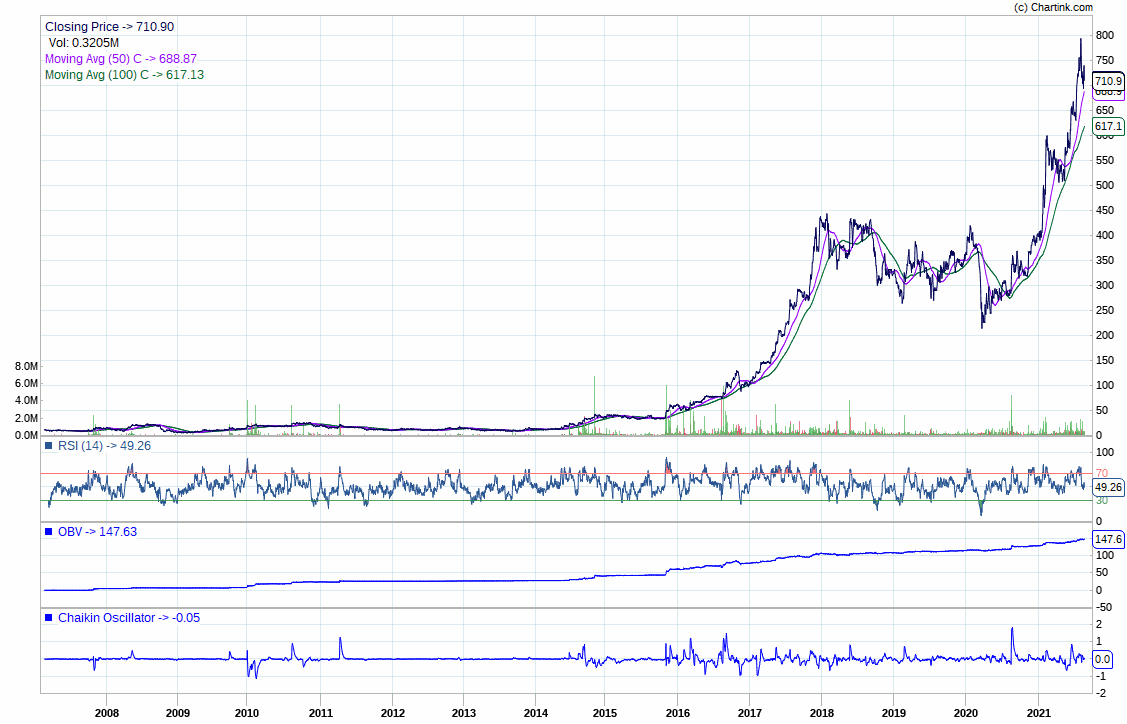 (c) Chartink.com
Closing Price -> 710.90
Vol: 0.3205M
Moving Avg (50) C -> 688.87
Moving Avg (100) C -> 617.13
800
750
710.9
688.9
650
617.1
600
550
500
450
400
350
300
250
200
150
100
50
0
8.0M
6.0M
4.0M
2.0M
0.0M
RSI (14) -> 49.26
100
70
49.26
30
0
OBV -> 147.63
147.6
100
50
0
-50
Chaikin Oscillator -> -0.05
2
1
0.0
-1
-2
2008 2009 2010 2011 2012 2013 2014 2015 2016 2017 2018 2019 2020 2021